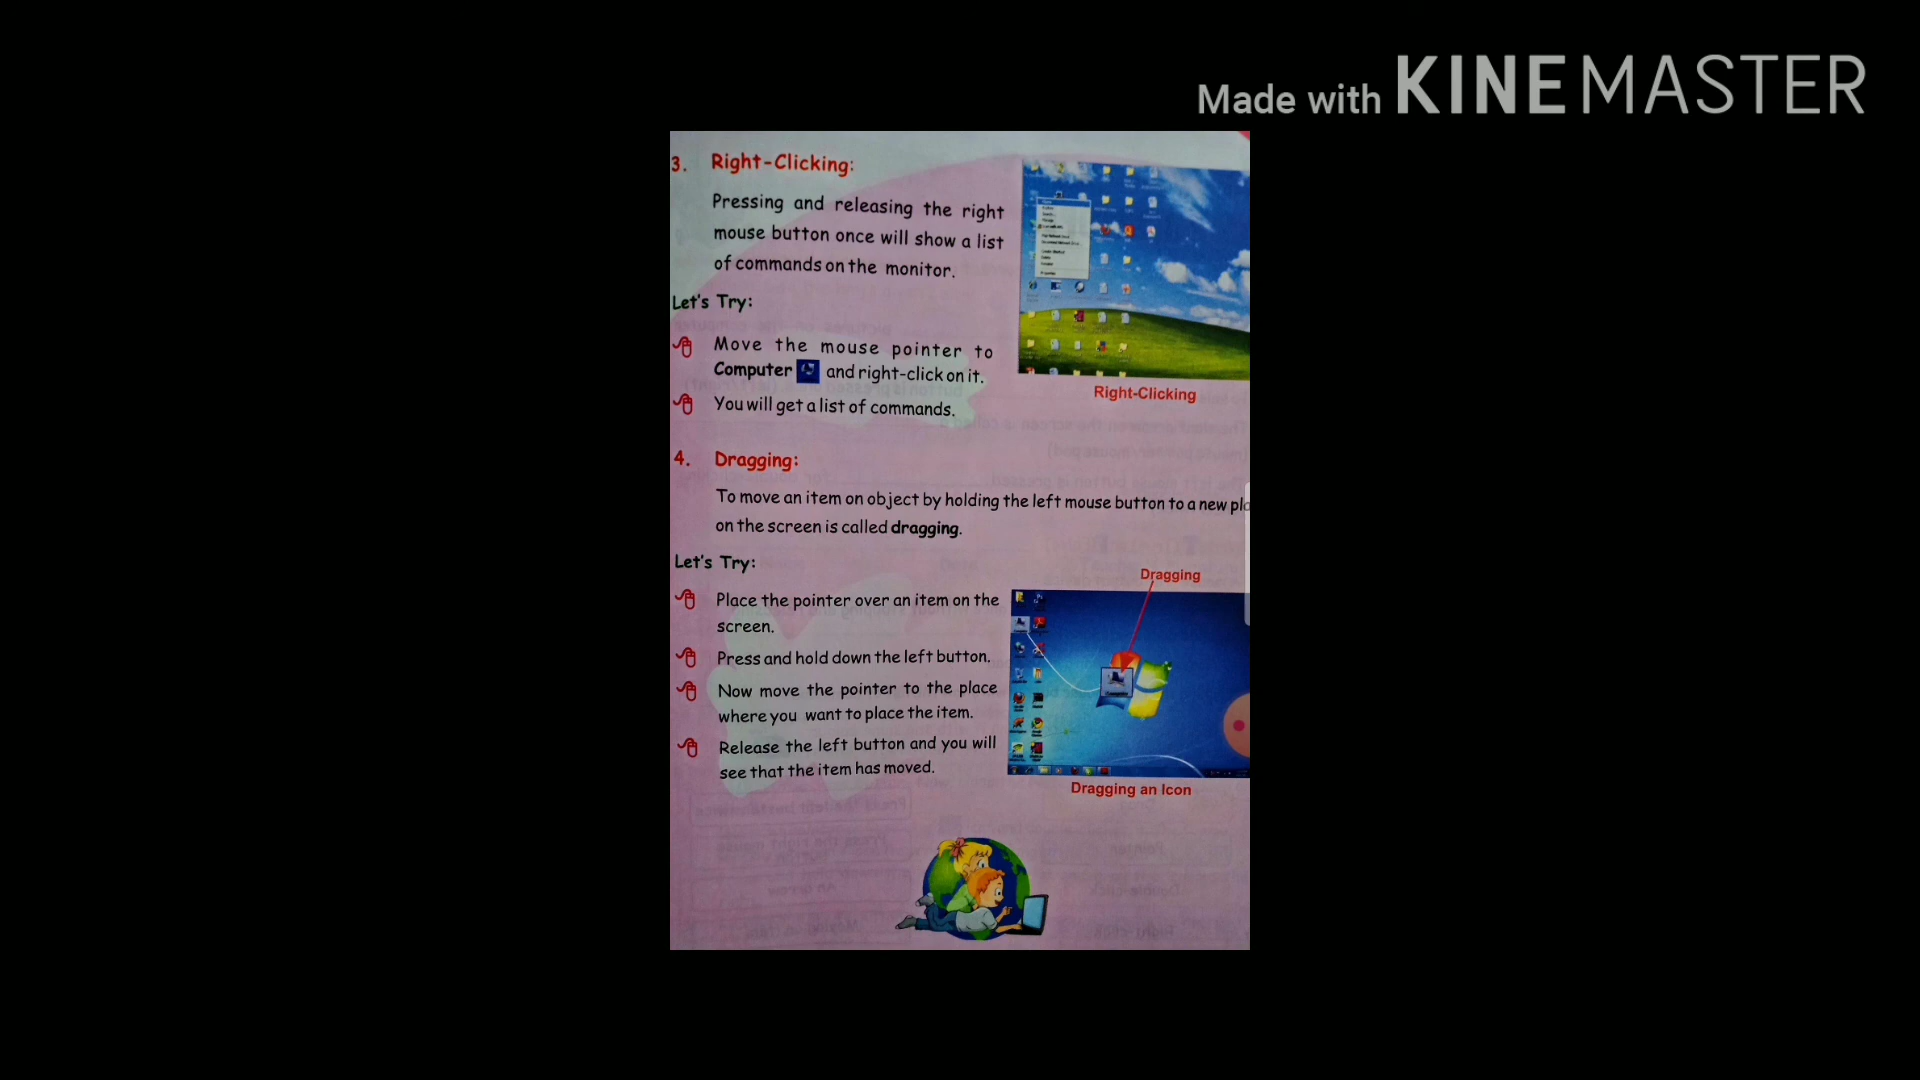 Made with KINEMASTER
3. Right-Clicking:
Pressing and releasing the right
mouse button once will show a list
of commands on the monitor.
Let's Try:
Move the mouse pointer to
Computer and right-click on it.
You will get a list of commands.
Right-Clicking
4. Dragging:
To move an item on object by holding the left mouse button to a new pla
on the screen is called dragging.
Let's Try:
Dragging
Place the pointer over an item on the
screen.
Press and hold down the left button.
Now move the pointer to the place
where you want to place the item.
Release the left button and you will
see that the item has moved.
Dragging an Icon